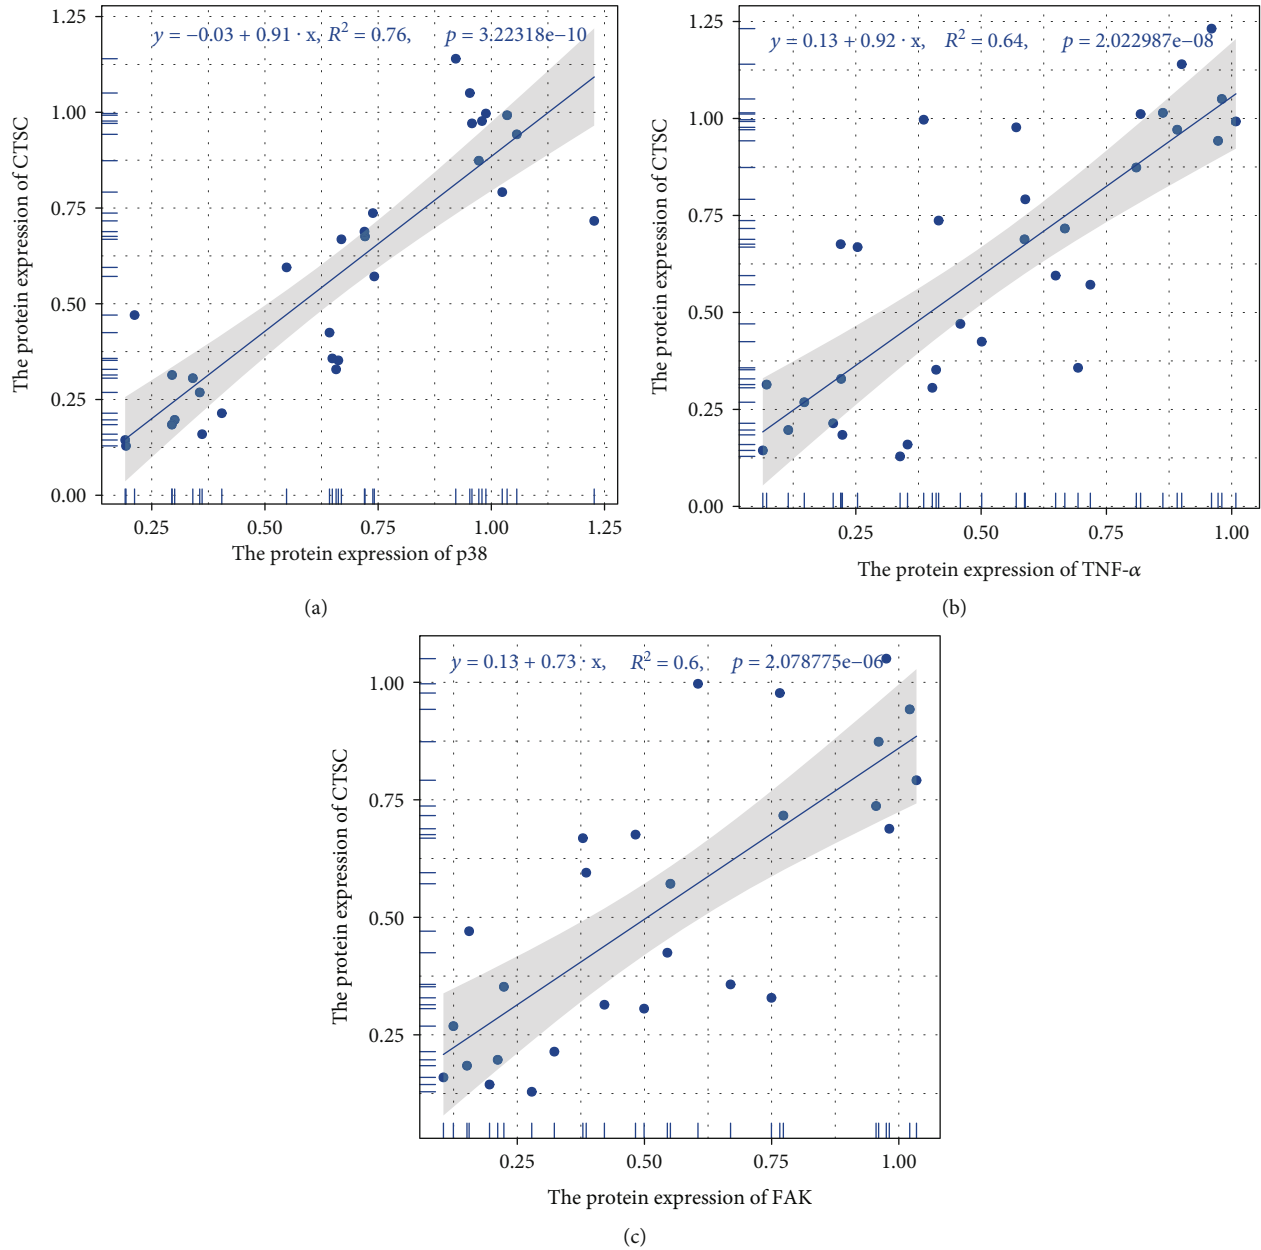 y = −0.03 + 0.91 · x, R² = 0.76, p = 3.22318e−10
1.25
1.00
0.75
0.50
0.25
0.00
The protein expression of CTSC
0.25 0.50 0.75 1.00 1.25
The protein expression of p38
(a)
y = 0.13 + 0.92 · x, R² = 0.64, p = 2.022987e−08
1.25
1.00
0.75
0.50
0.25
0.00
The protein expression of CTSC
0.25 0.50 0.75 1.00
The protein expression of TNF-α
(b)
y = 0.13 + 0.73 · x, R² = 0.6, p = 2.078775e−06
1.00
0.75
0.50
0.25
The protein expression of CTSC
0.25 0.50 0.75 1.00
The protein expression of FAK
(c)